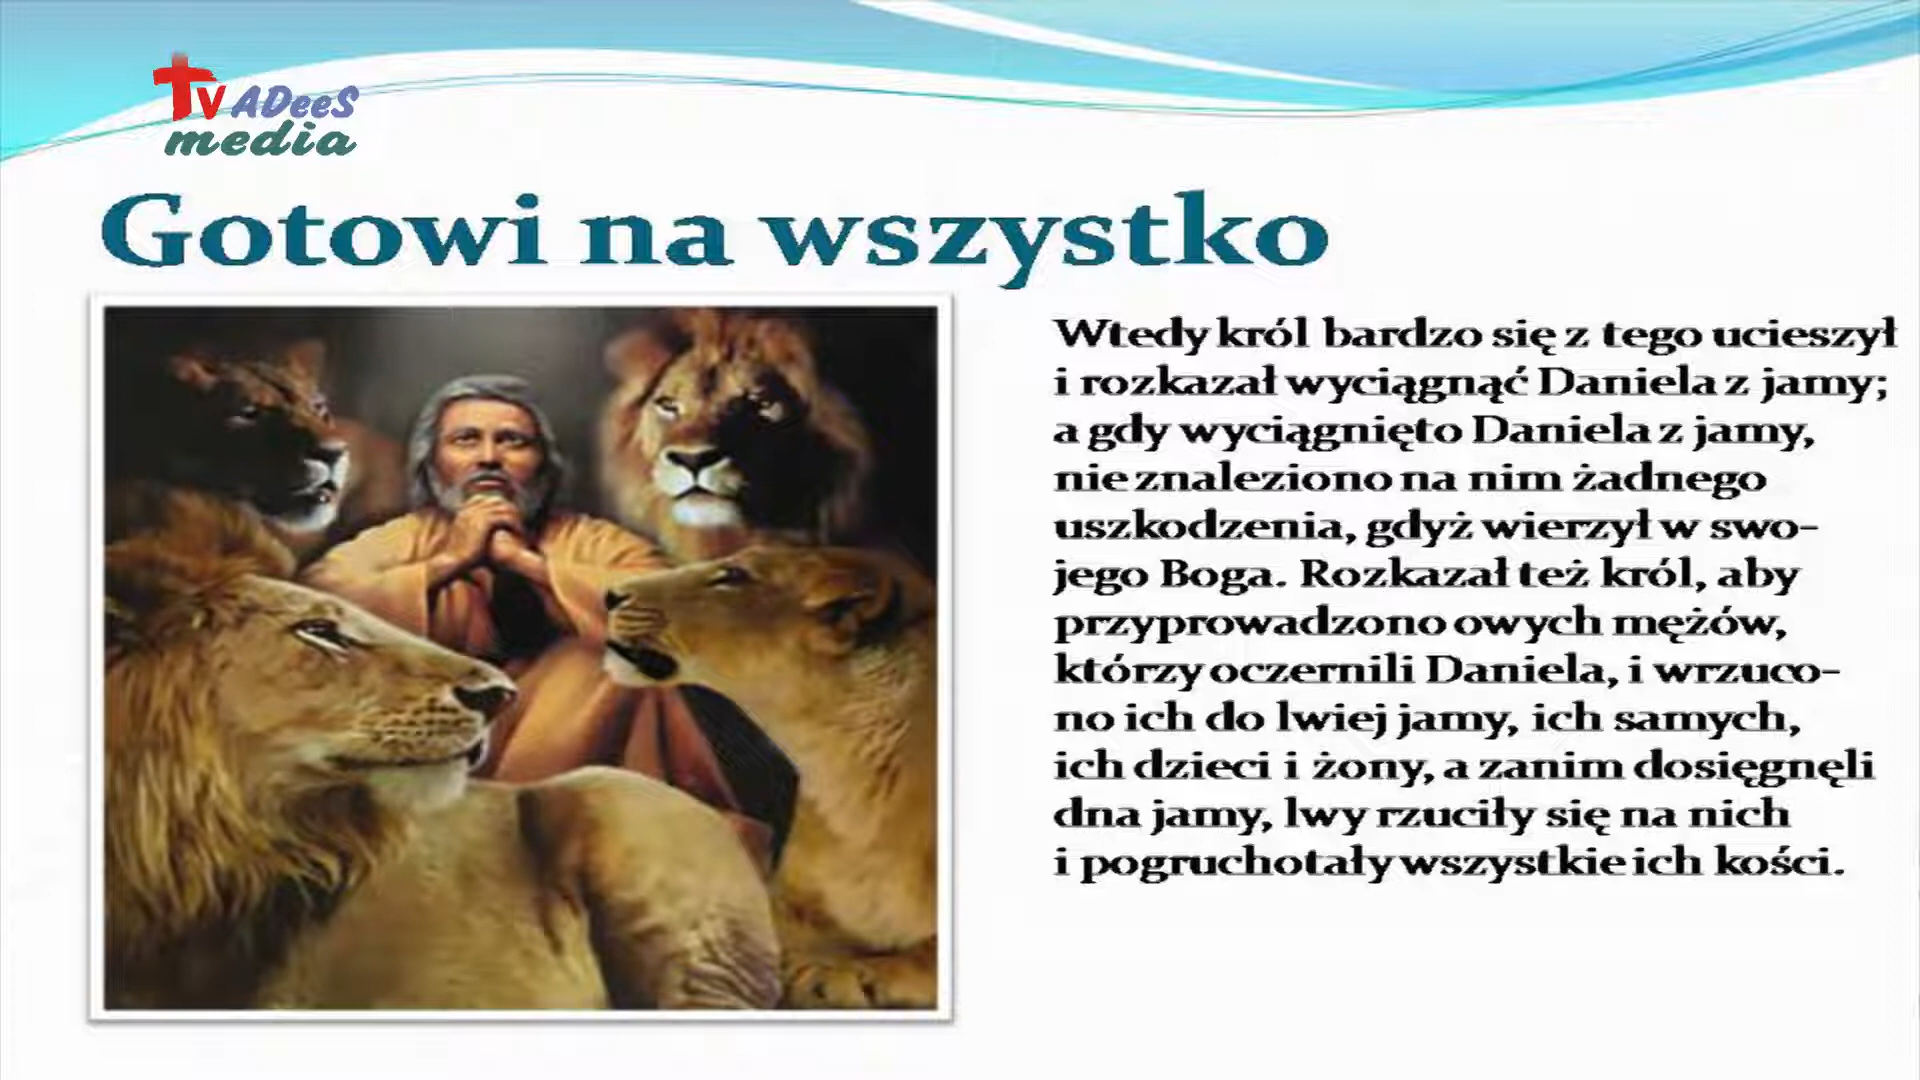 TV ADeeS
media
Gotowi na wszystko
Wtedy król bardzo się z tego ucieszył
i rozkazał wyciągnąć Daniela z jamy;
a gdy wyciągnięto Daniela z jamy,
nie znaleziono na nim żadnego
uszkodzenia, gdyż wierzył w swo-
jego Boga. Rozkazał też król, aby
przyprowadzono owych mężów,
którzy oczernili Daniela, i wrzuco-
no ich do lwiej jamy, ich samych,
ich dzieci i żony, a zanim dosięgnęli
dna jamy, lwy rzuciły się na nich
i pogruchotały wszystkie ich kości.